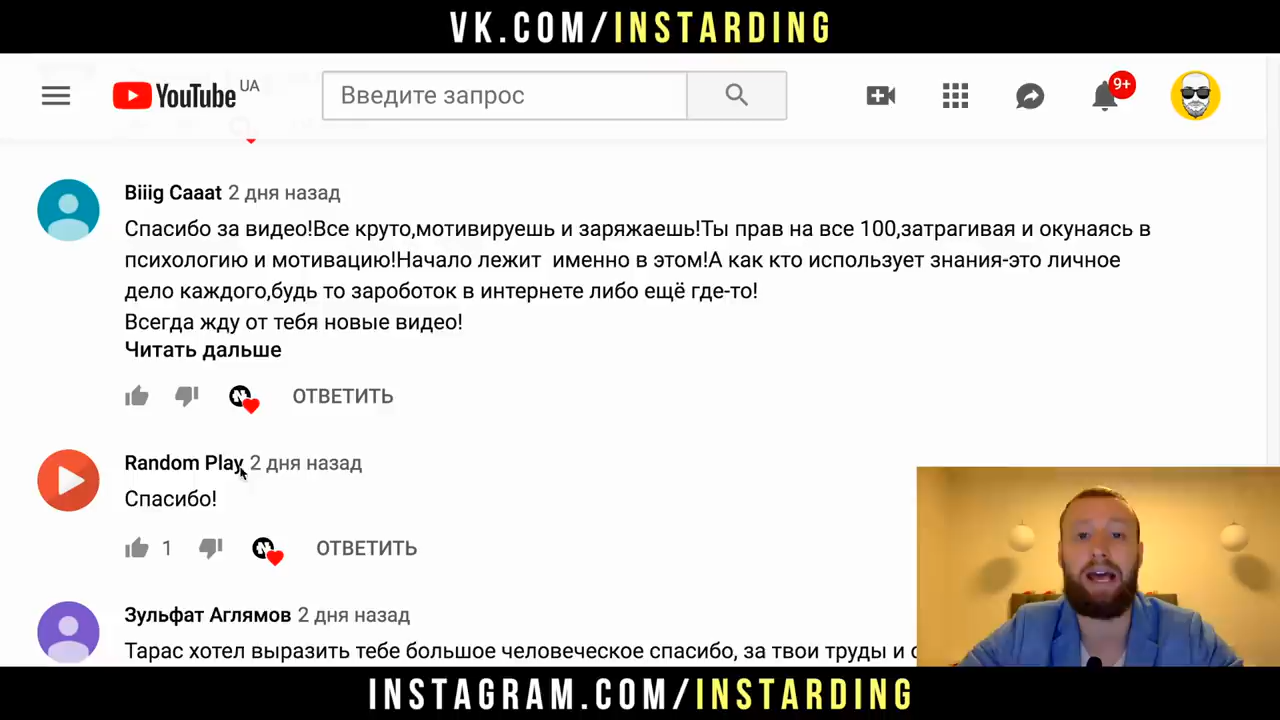 VK.COM/INSTARDING
YouTube UA
Введите запрос
9+
Biiig Caaat 2 дня назад
Спасибо за видео!Все круто,мотивируешь и заряжаешь!Ты прав на все 100,затрагивая и окунаясь в
психологию и мотивацию!Начало лежит именно в этом!А как кто использует знания-это личное
дело каждого,будь то зароботок в интернете либо ещё где-то!
Всегда жду от тебя новые видео!
Читать дальше
ОТВЕТИТЬ
Random Play 2 дня назад
Спасибо!
1 ОТВЕТИТЬ
Зульфат Аглямов 2 дня назад
Тарас хотел выразить тебе большое человеческое спасибо, за твои труды и
INSTAGRAM.COM/INSTARDING